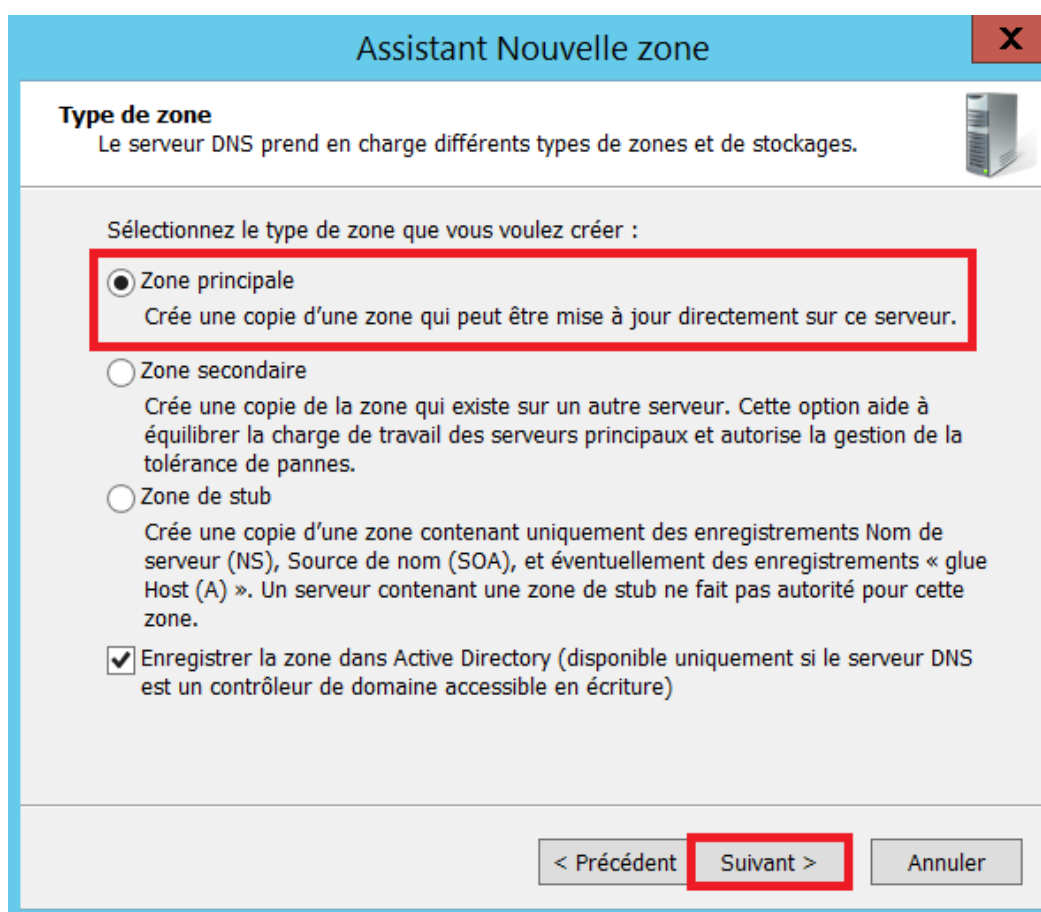 Assistant Nouvelle zone
X
Type de zone
Le serveur DNS prend en charge différents types de zones et de stockages.
Sélectionnez le type de zone que vous voulez créer :
Zone principale
Crée une copie d’une zone qui peut être mise à jour directement sur ce serveur.
Zone secondaire
Crée une copie de la zone qui existe sur un autre serveur. Cette option aide à
équilibrer la charge de travail des serveurs principaux et autorise la gestion de la
tolérance de pannes.
Zone de stub
Crée une copie d’une zone contenant uniquement des enregistrements Nom de
serveur (NS), Source de nom (SOA), et éventuellement des enregistrements « glue
Host (A) ». Un serveur contenant une zone de stub ne fait pas autorité pour cette
zone.
Enregistrer la zone dans Active Directory (disponible uniquement si le serveur DNS
est un contrôleur de domaine accessible en écriture)
< Précédent Suivant > Annuler